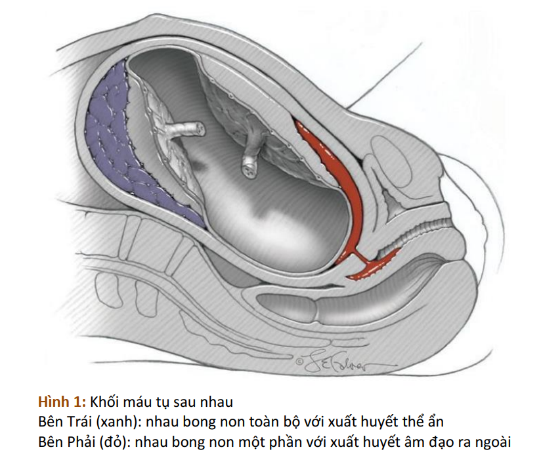 Hình 1: Khối máu tụ sau nhau
Bên Trái (xanh): nhau bong non toàn bộ với xuất huyết thể ẩn
Bên Phải (đỏ): nhau bong non một phần với xuất huyết âm đạo ra ngoài